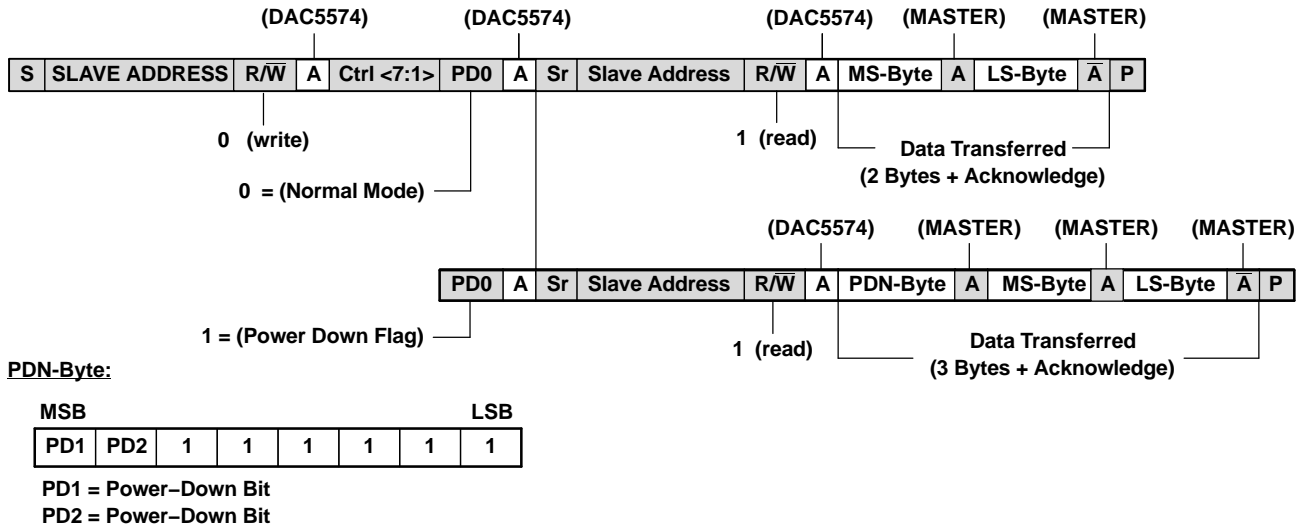 (DAC5574) (DAC5574) (DAC5574) (MASTER) (MASTER)
S SLAVE ADDRESS R/W̅ A Ctrl <7:1> PD0 A Sr Slave Address R/W̅ A MS-Byte A LS-Byte A̅ P
0 (write) 1 (read) Data Transferred
(2 Bytes + Acknowledge)
0 = (Normal Mode)
(DAC5574) (MASTER) (MASTER) (MASTER)
PD0 A Sr Slave Address R/W̅ A PDN-Byte A MS-Byte A LS-Byte A̅ P
1 = (Power Down Flag) 1 (read) Data Transferred
(3 Bytes + Acknowledge)
PDN-Byte:
MSB LSB
PD1 PD2 1 1 1 1 1 1
PD1 = Power−Down Bit
PD2 = Power−Down Bit